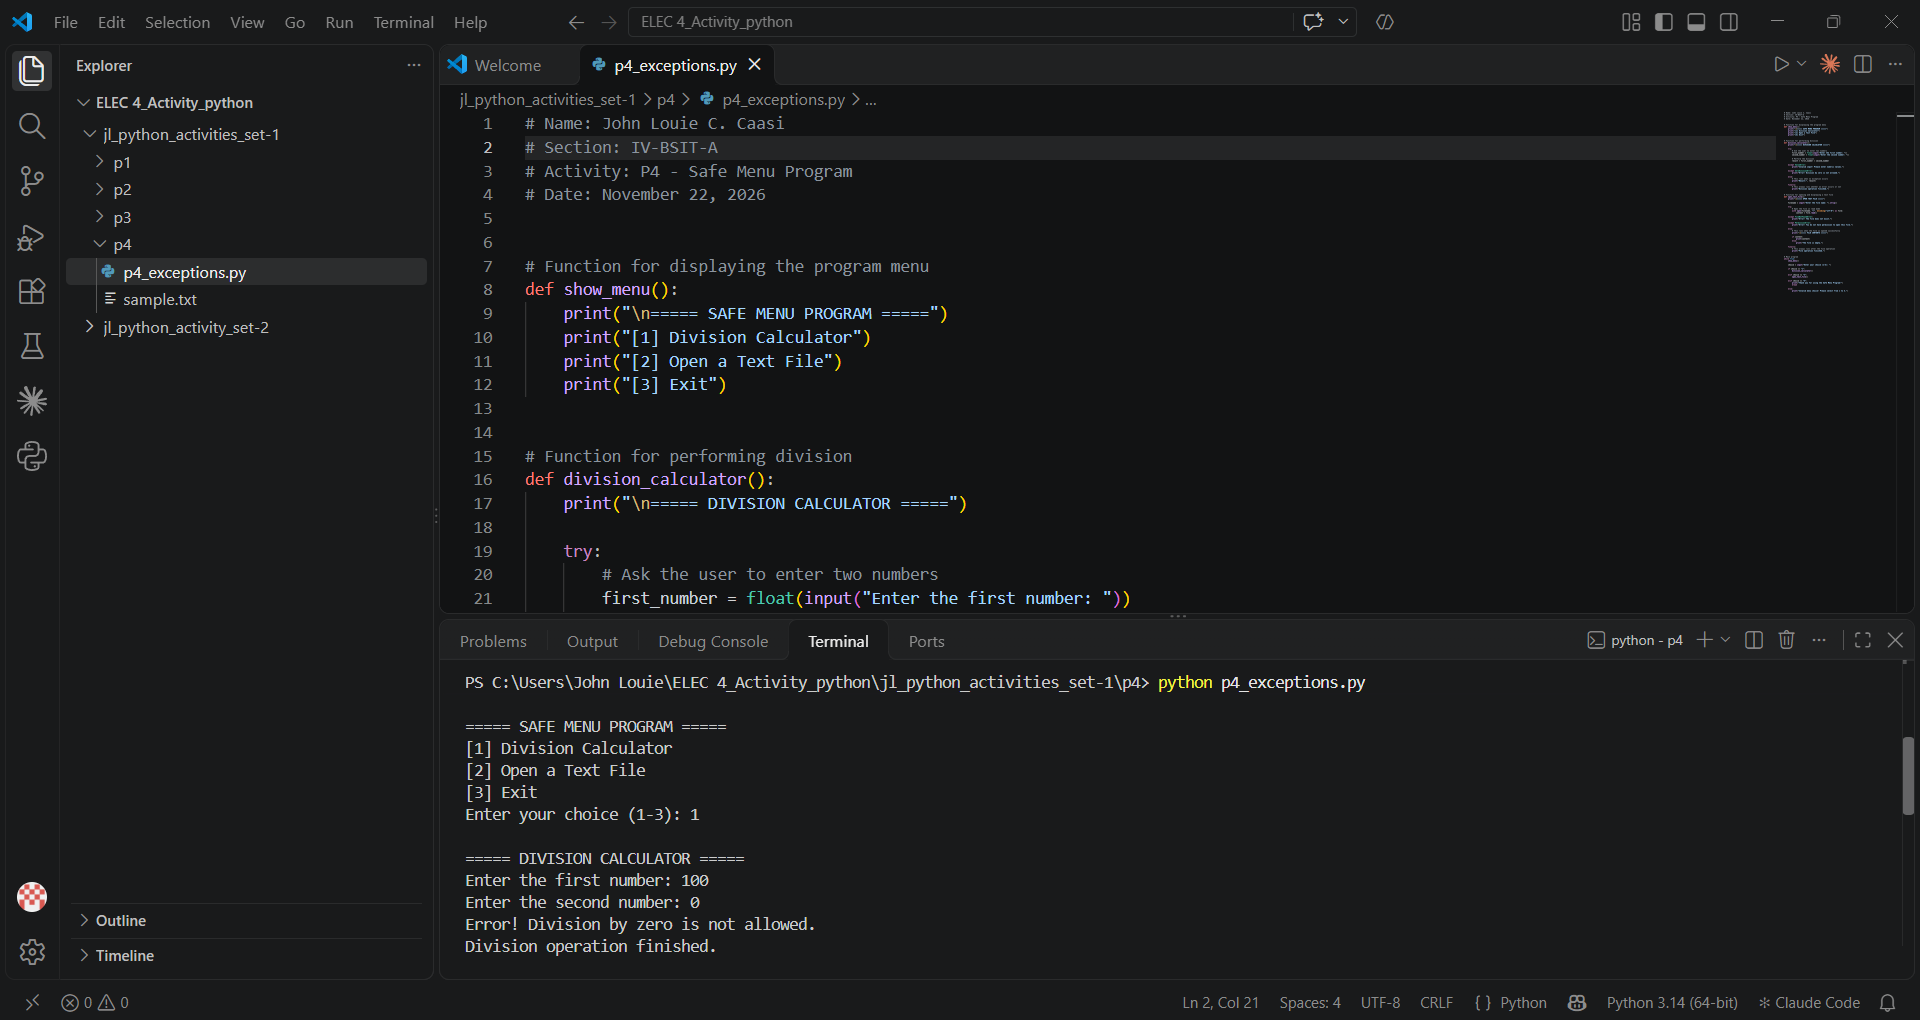 File Edit Selection View Go Run Terminal Help
ELEC 4_Activity_python
Explorer
ELEC 4_Activity_python
jl_python_activities_set-1
p1
p2
p3
p4
p4_exceptions.py
sample.txt
jl_python_activity_set-2
Outline
Timeline
Welcome
p4_exceptions.py
jl_python_activities_set-1 > p4 > p4_exceptions.py > ...
1 # Name: John Louie C. Caasi
2 # Section: IV-BSIT-A
3 # Activity: P4 - Safe Menu Program
4 # Date: November 22, 2026
5
6
7 # Function for displaying the program menu
8 def show_menu():
9 print("\n===== SAFE MENU PROGRAM =====")
10 print("[1] Division Calculator")
11 print("[2] Open a Text File")
12 print("[3] Exit")
13
14
15 # Function for performing division
16 def division_calculator():
17 print("\n===== DIVISION CALCULATOR =====")
18
19 try:
20 # Ask the user to enter two numbers
21 first_number = float(input("Enter the first number: "))
Problems Output Debug Console Terminal Ports
python - p4
PS C:\Users\John Louie\ELEC 4_Activity_python\jl_python_activities_set-1\p4> python p4_exceptions.py
===== SAFE MENU PROGRAM =====
[1] Division Calculator
[2] Open a Text File
[3] Exit
Enter your choice (1-3): 1
===== DIVISION CALCULATOR =====
Enter the first number: 100
Enter the second number: 0
Error! Division by zero is not allowed.
Division operation finished.
0 0
Ln 2, Col 21 Spaces: 4 UTF-8 CRLF { } Python Python 3.14 (64-bit) Claude Code